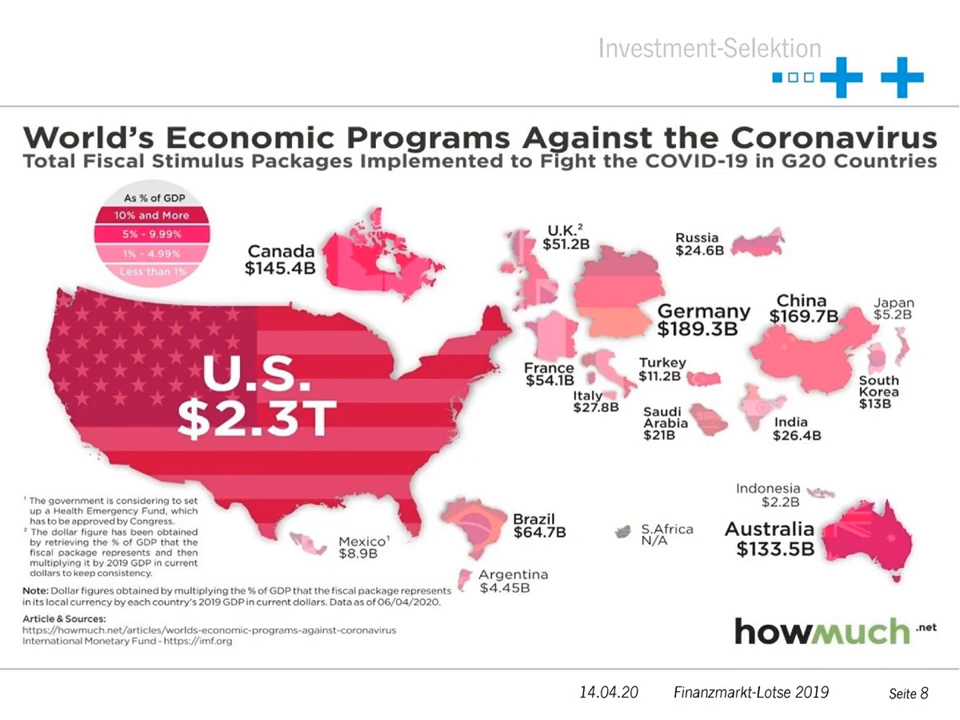 Investment-Selektion
World's Economic Programs Against the Coronavirus
Total Fiscal Stimulus Packages Implemented to Fight the COVID-19 in G20 Countries
As % of GDP
10% and More
5% - 9.99%
1% - 4.99%
Less than 1%
Canada
$145.4B
U.K.²
$51.2B
Russia
$24.6B
Germany
$189.3B
China
$169.7B
Japan
$5.2B
U.S.
$2.3T
France
$54.1B
Italy
$27.8B
Turkey
$11.2B
Saudi
Arabia
$21B
India
$26.4B
South
Korea
$13B
Indonesia
$2.2B
Mexico¹
$8.9B
Brazil
$64.7B
Argentina
$4.45B
S.Africa
N/A
Australia
$133.5B
¹ The government is considering to set
up a Health Emergency Fund, which
has to be approved by Congress.
² The dollar figure has been obtained
by retrieving the % of GDP that the
fiscal package represents and then
multiplying it by 2019 GDP in current
dollars to keep consistency.
Note: Dollar figures obtained by multiplying the % of GDP that the fiscal package represents
in its local currency by each country's 2019 GDP in current dollars. Data as of 06/04/2020.
Article & Sources:
https://howmuch.net/articles/worlds-economic-programs-against-coronavirus
International Monetary Fund - https://imf.org
howmuch.net
14.04.20 Finanzmarkt-Lotse 2019 Seite 8